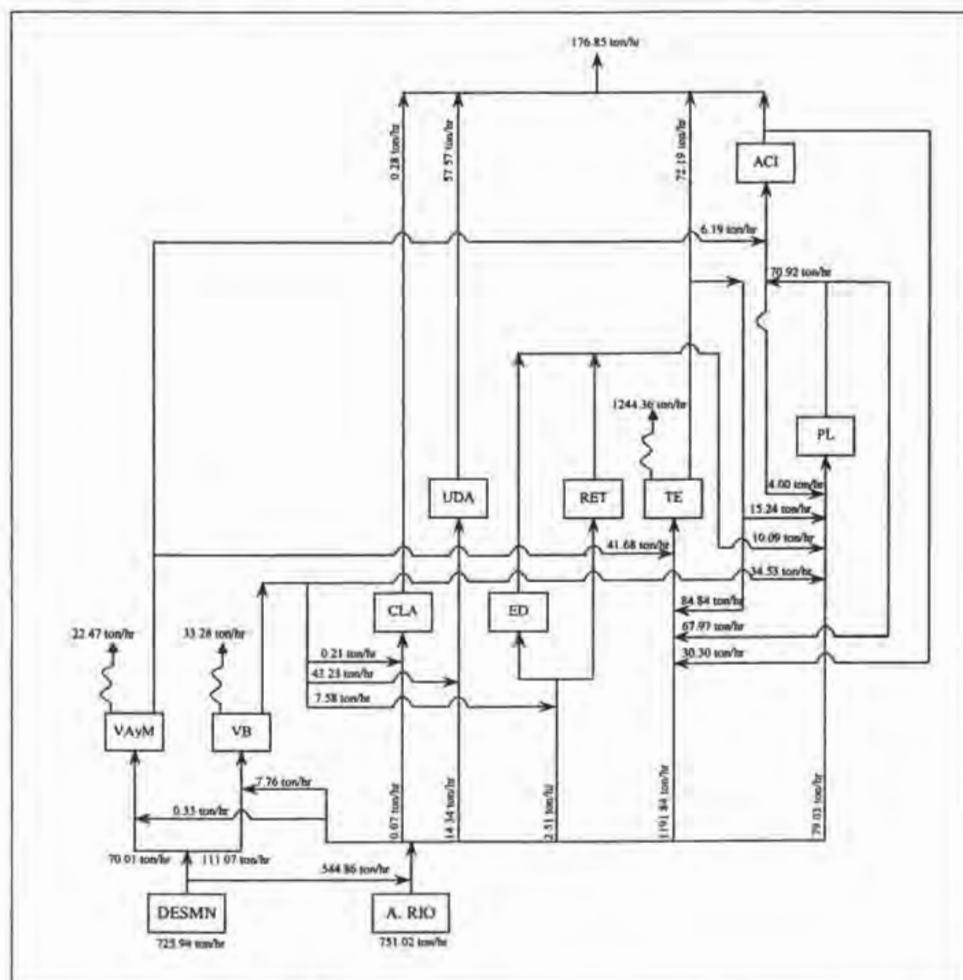 176.85 ton/hr
0.28 ton/hr
57.57 ton/hr
72.19 ton/hr
ACI
6.19 ton/hr
70.92 ton/hr
1244.36 ton/hr
PL
UDA
RET
TE
4.00 ton/hr
15.24 ton/hr
41.68 ton/hr
10.09 ton/hr
34.53 ton/hr
CLA
ED
84.84 ton/hr
22.47 ton/hr
33.28 ton/hr
67.97 ton/hr
0.21 ton/hr
30.30 ton/hr
43.23 ton/hr
7.58 ton/hr
VAyM
VB
7.76 ton/hr
0.33 ton/hr
0.07 ton/hr
14.34 ton/hr
2.51 ton/hr
1191.84 ton/hr
79.03 ton/hr
70.01 ton/hr
111.07 ton/hr
544.86 ton/hr
DESMN
A. RIO
725.94 ton/hr
751.02 ton/hr